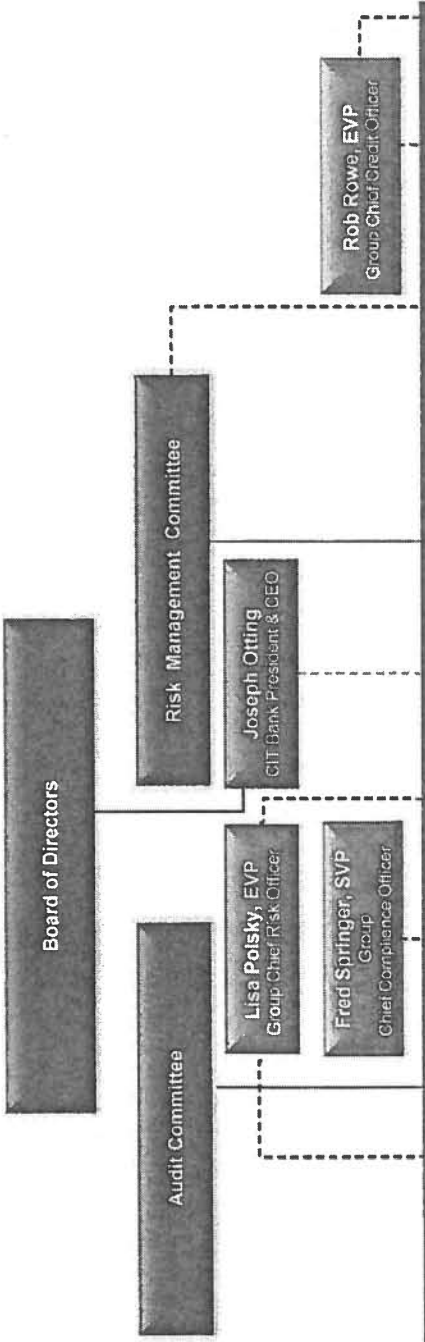 Board of Directors
Audit Committee
Risk Management Committee
Lisa Polsky, EVP
Group Chief Risk Officer
Joseph Otting
CIT Bank President & CEO
Fred Springer, SVP
Group
Chief Compliance Officer
Rob Rowe, EVP
Group Chief Credit Officer